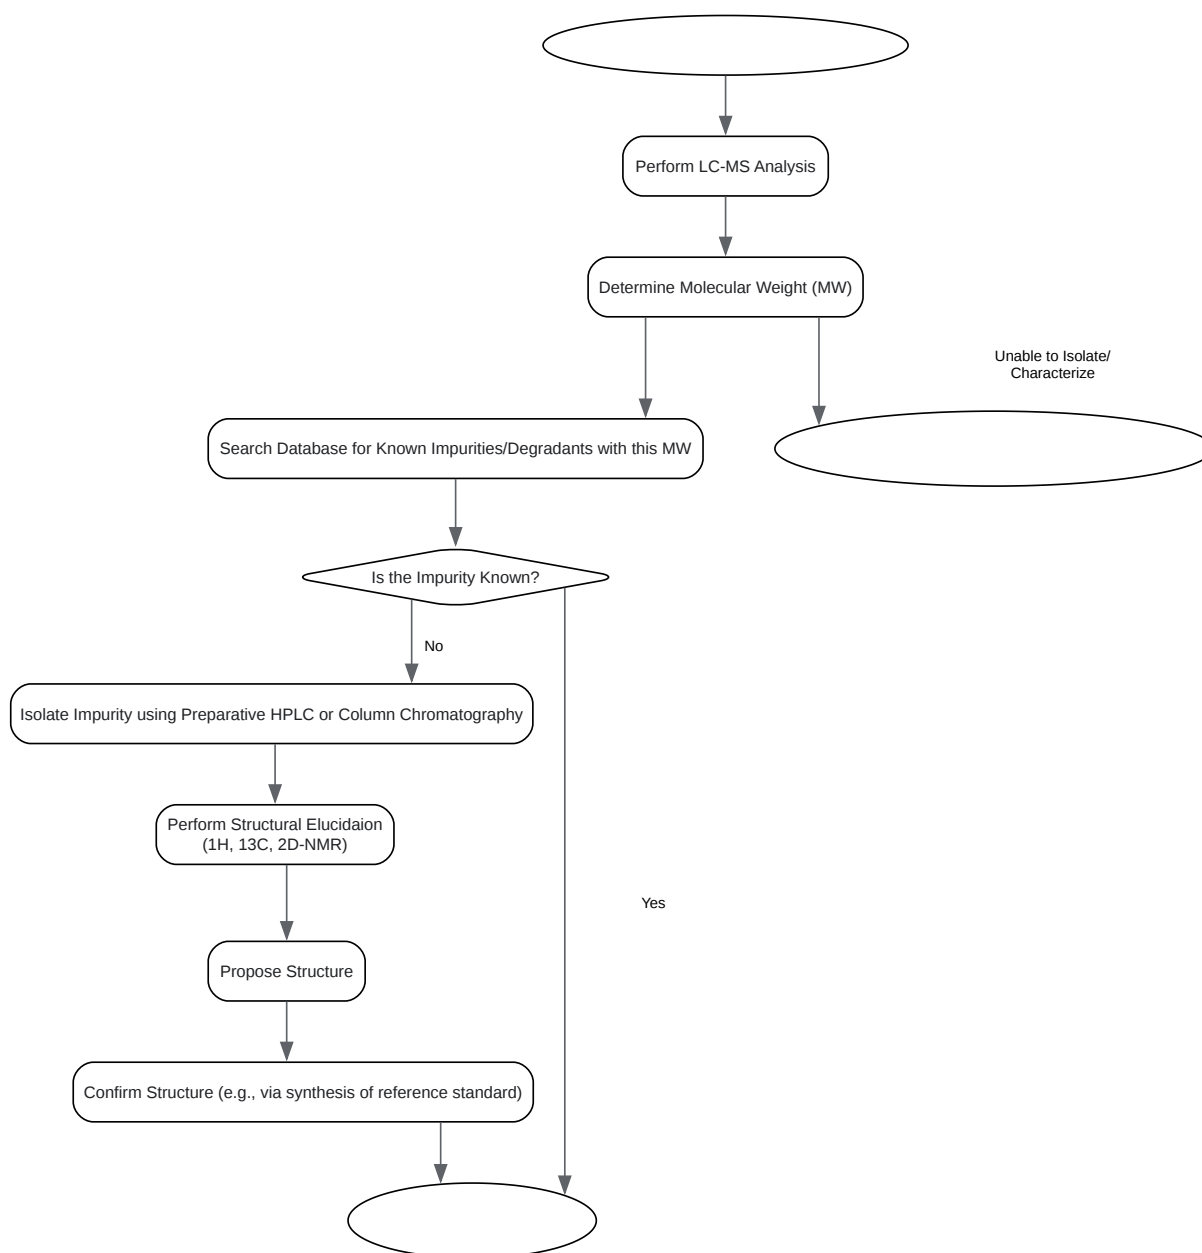 Perform LC-MS Analysis
Determine Molecular Weight (MW)
Unable to Isolate/
Characterize
Search Database for Known Impurities/Degradants with this MW
Is the Impurity Known?
No
Isolate Impurity using Preparative HPLC or Column Chromatography
Perform Structural Elucidaion
(1H, 13C, 2D-NMR)
Yes
Propose Structure
Confirm Structure (e.g., via synthesis of reference standard)